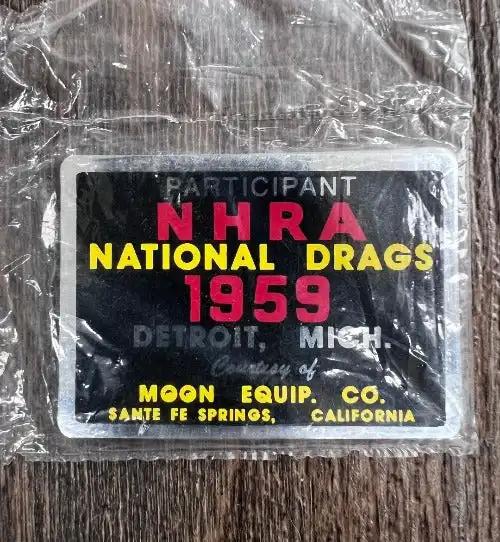 PARTICIPANT
NHRA
NATIONAL DRAGS
1959
DETROIT, MICH.
Courtesy of
MOON EQUIP. CO.
SANTE FE SPRINGS, CALIFORNIA